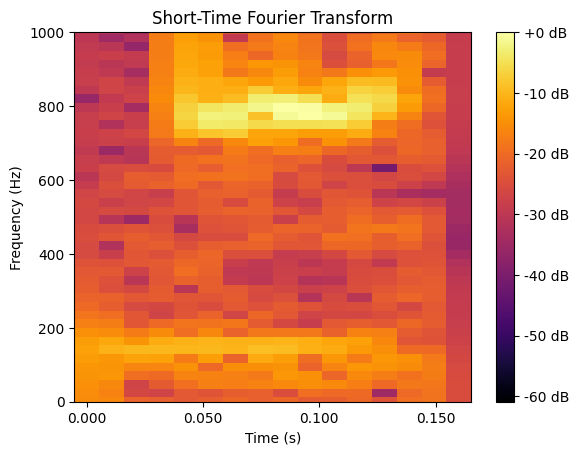 Short-Time Fourier Transform
1000
800
600
400
200
0
Frequency (Hz)
0.000
0.050
0.100
0.150
Time (s)
+0 dB
-10 dB
-20 dB
-30 dB
-40 dB
-50 dB
-60 dB